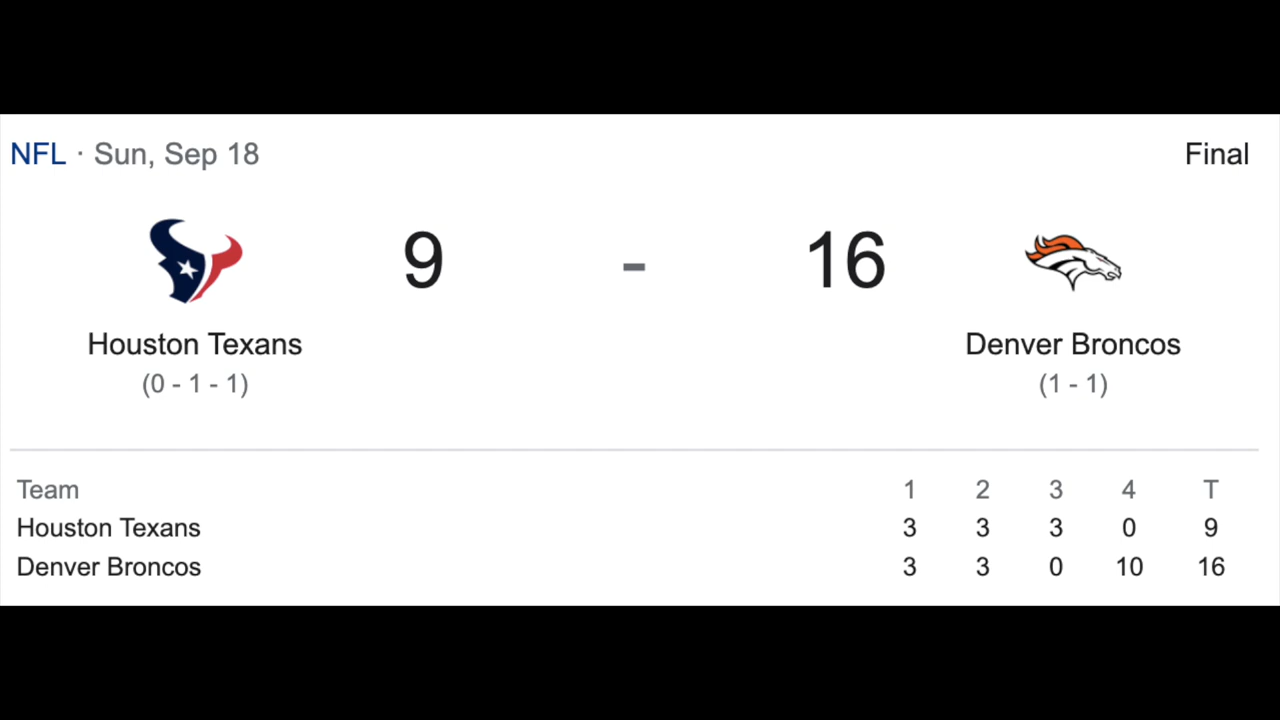 NFL · Sun, Sep 18 Final
9 - 16
Houston Texans Denver Broncos
(0 - 1 - 1) (1 - 1)
Team 1 2 3 4 T
Houston Texans 3 3 3 0 9
Denver Broncos 3 3 0 10 16